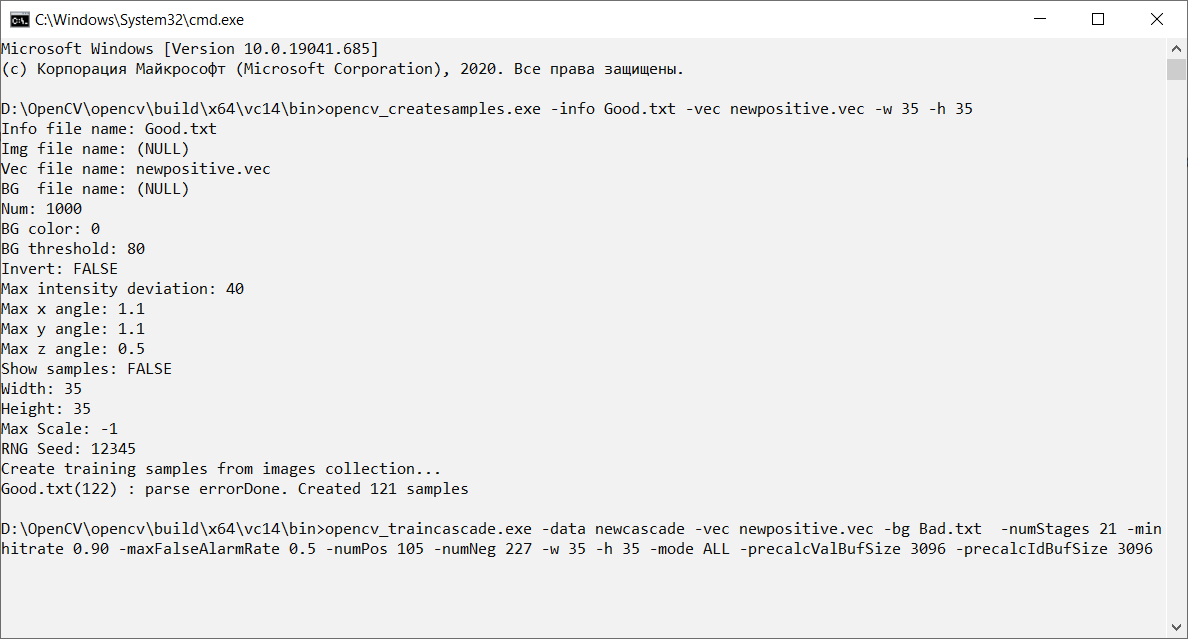 C:\Windows\System32\cmd.exe
Microsoft Windows [Version 10.0.19041.685]
(c) Корпорация Майкрософт (Microsoft Corporation), 2020. Все права защищены.
D:\OpenCV\opencv\build\x64\vc14\bin>opencv_createsamples.exe -info Good.txt -vec newpositive.vec -w 35 -h 35
Info file name: Good.txt
Img file name: (NULL)
Vec file name: newpositive.vec
BG  file name: (NULL)
Num: 1000
BG color: 0
BG threshold: 80
Invert: FALSE
Max intensity deviation: 40
Max x angle: 1.1
Max y angle: 1.1
Max z angle: 0.5
Show samples: FALSE
Width: 35
Height: 35
Max Scale: -1
RNG Seed: 12345
Create training samples from images collection...
Good.txt(122) : parse errorDone. Created 121 samples
D:\OpenCV\opencv\build\x64\vc14\bin>opencv_traincascade.exe -data newcascade -vec newpositive.vec -bg Bad.txt  -numStages 21 -min
hitrate 0.90 -maxFalseAlarmRate 0.5 -numPos 105 -numNeg 227 -w 35 -h 35 -mode ALL -precalcValBufSize 3096 -precalcIdBufSize 3096